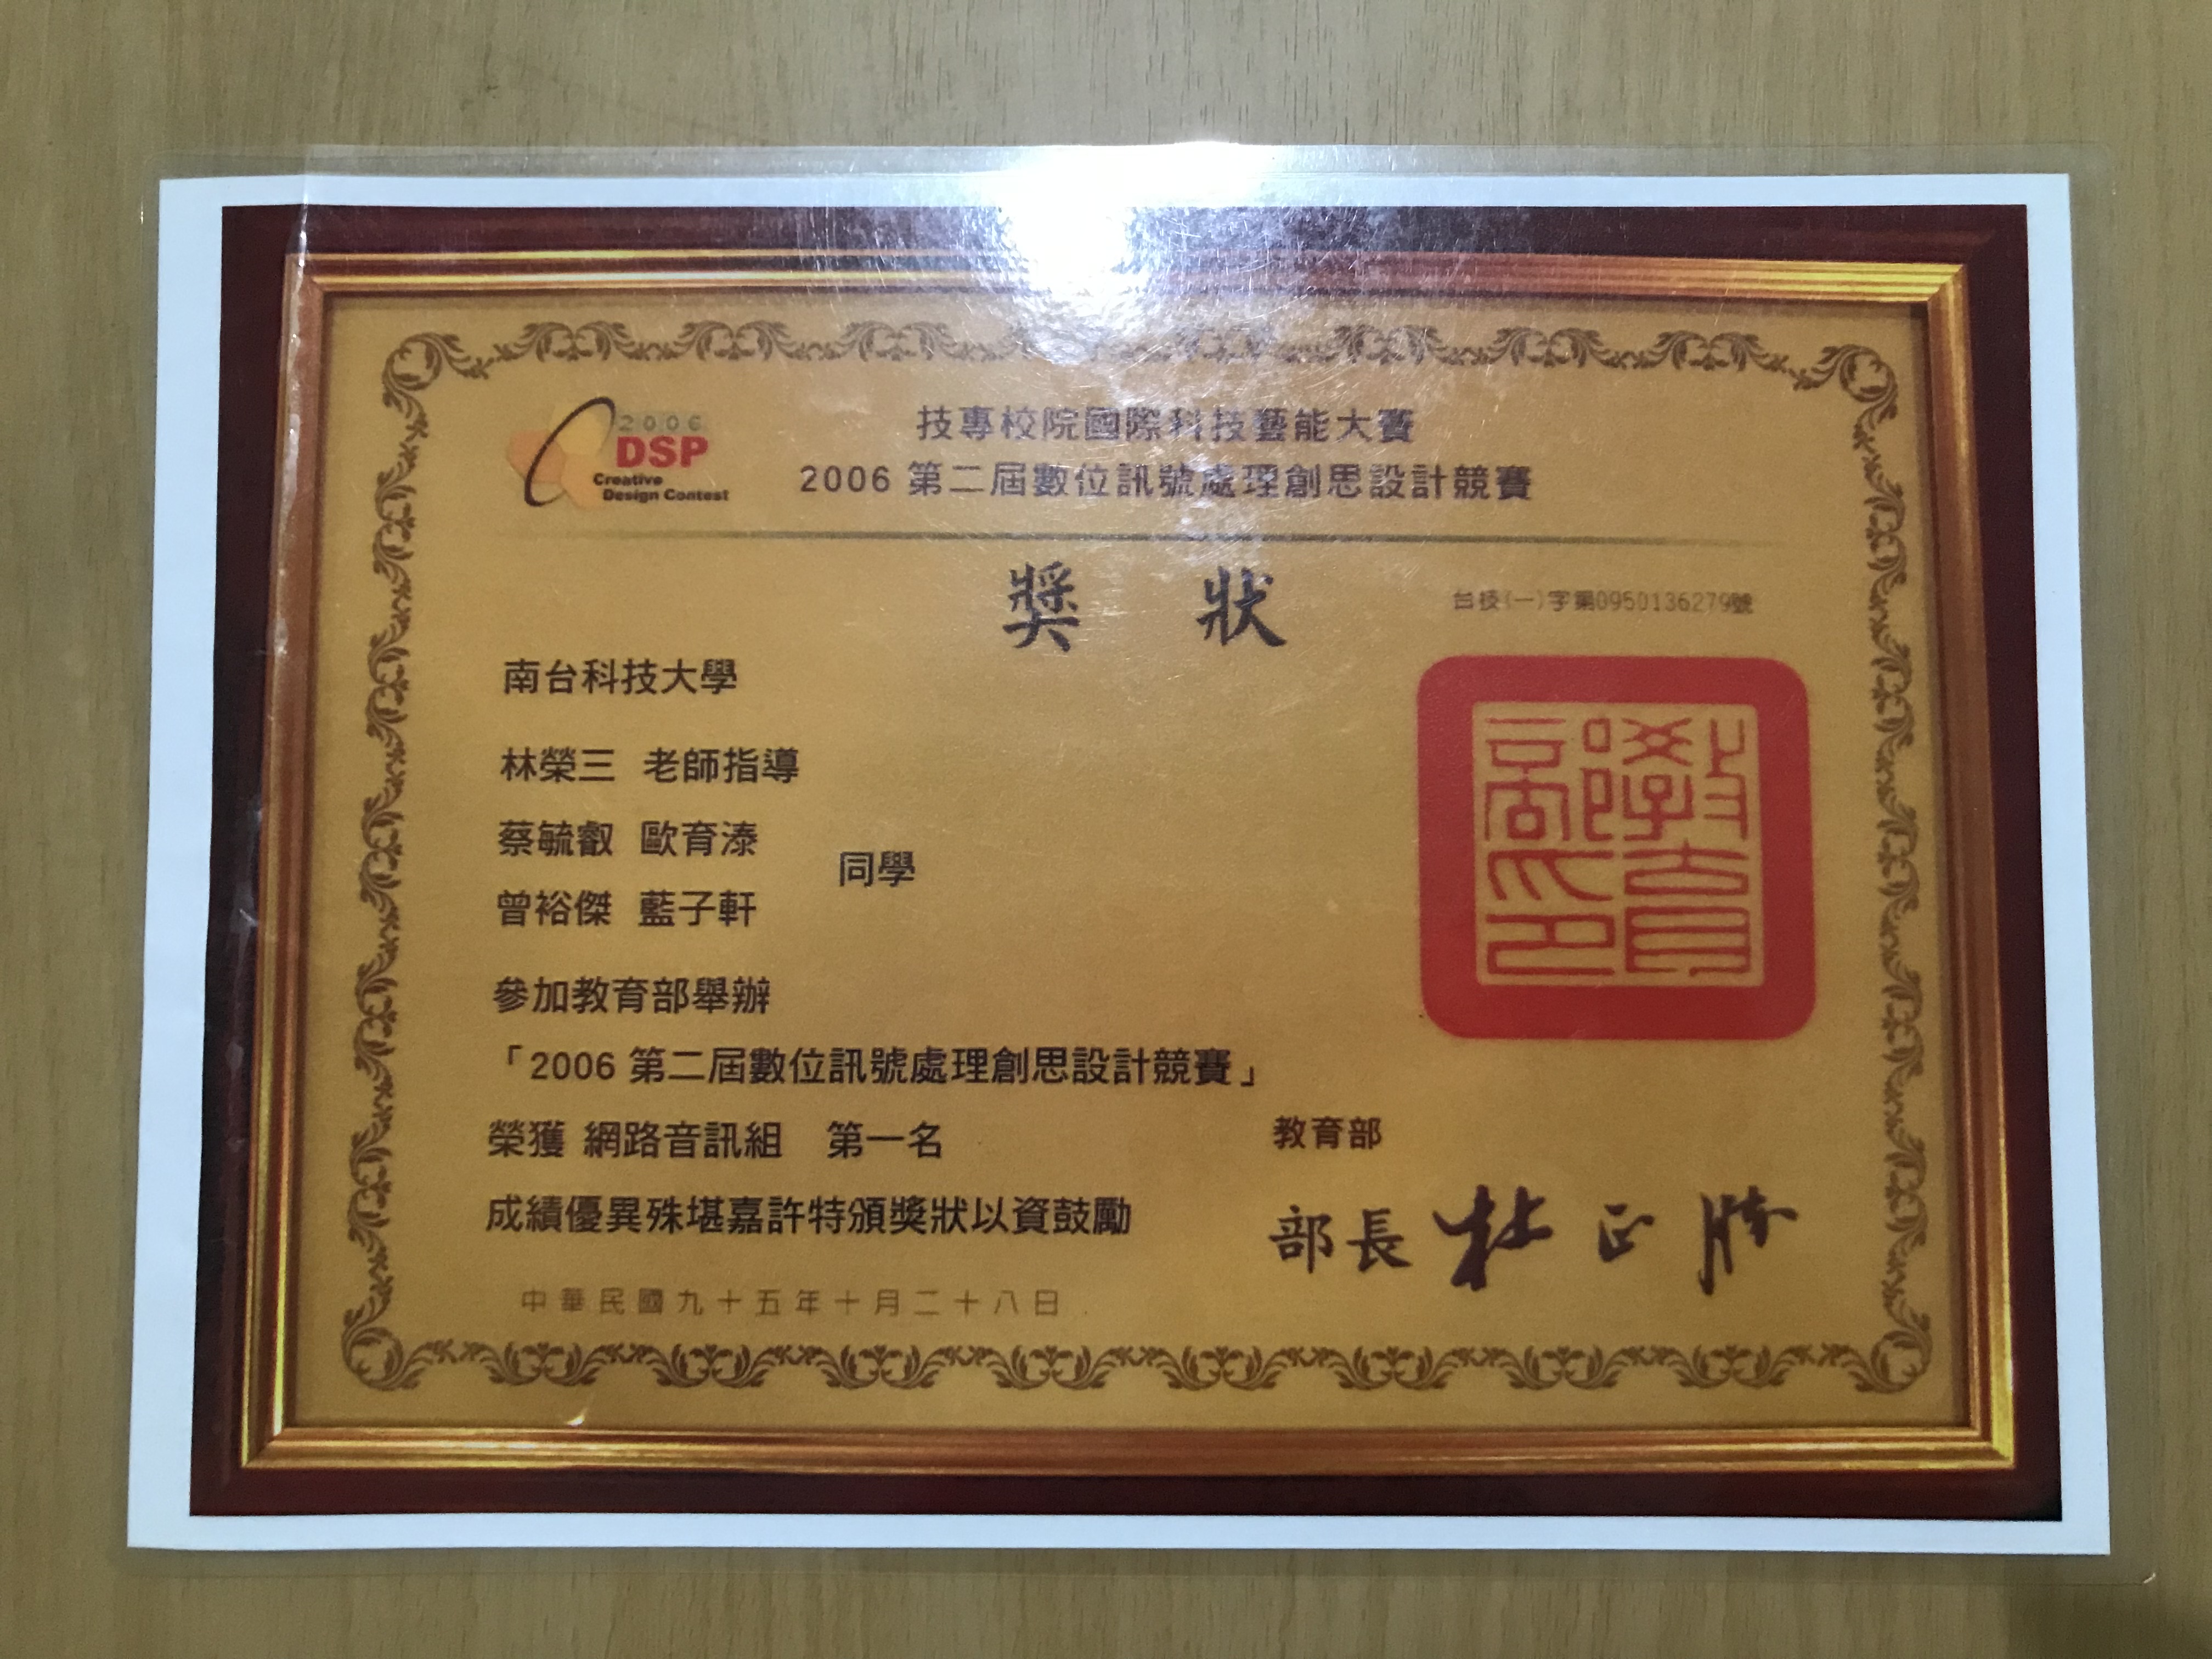 2006
DSP
Creative
Design Contest
技專校院國際科技藝能大賽
2006 第二屆數位訊號處理創思設計競賽
獎 狀
台技(一)字第0950136279號
南台科技大學
林榮三 老師指導
蔡毓叡 歐育溙
同學
曾裕傑 藍子軒
參加教育部舉辦
「2006 第二屆數位訊號處理創思設計競賽」
榮獲 網路音訊組 第一名
成績優異殊堪嘉許特頒獎狀以資鼓勵
教育部
部長 杜正勝
中華民國九十五年十月二十八日
教育部印